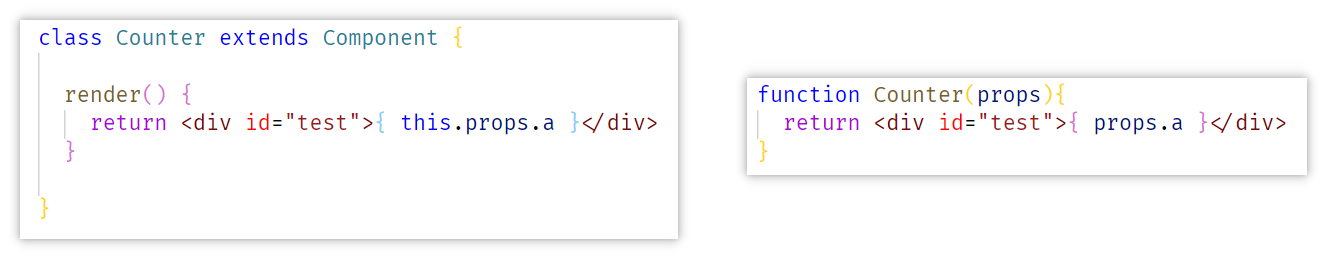 class Counter extends Component {
render() {
return <div id="test">{ this.props.a }</div>
}
}
function Counter(props){
return <div id="test">{ props.a }</div>
}